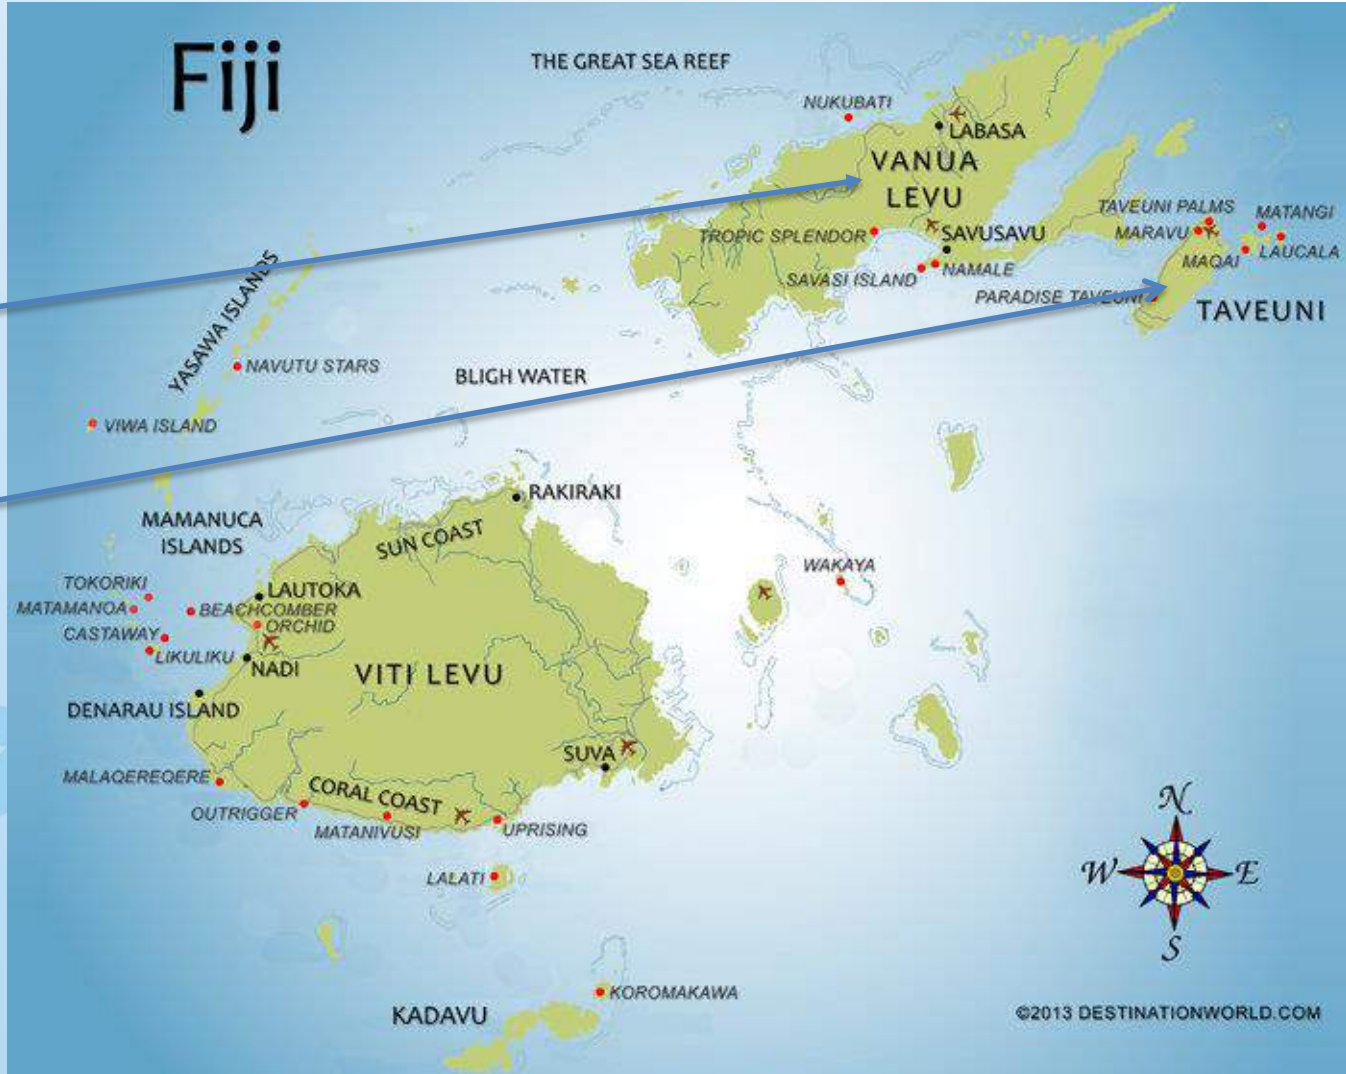 Fiji
THE GREAT SEA REEF
NUKUBATI
LABASA
VANUA
LEVU
TAVEUNI PALMS
MATANGI
MARAVU
TROPIC SPLENDOR
SAVUSAVU
LAUCALA
MAQAI
NAMALE
SAVASI ISLAND
PARADISE TAVEUNI
TAVEUNI
YASAWA ISLANDS
NAVUTU STARS
BLIGH WATER
VIWA ISLAND
RAKIRAKI
MAMANUCA
ISLANDS
SUN COAST
WAKAYA
TOKORIKI
LAUTOKA
MATAMANOA
BEACHCOMBER
ORCHID
CASTAWAY
LIKULIKU
NADI
VITI LEVU
DENARAU ISLAND
SUVA
MALAQEREQERE
CORAL COAST
OUTRIGGER
MATANIVUSI
UPRISING
LALATI
N
W
E
S
KOROMAKAWA
KADAVU
©2013 DESTINATIONWORLD.COM